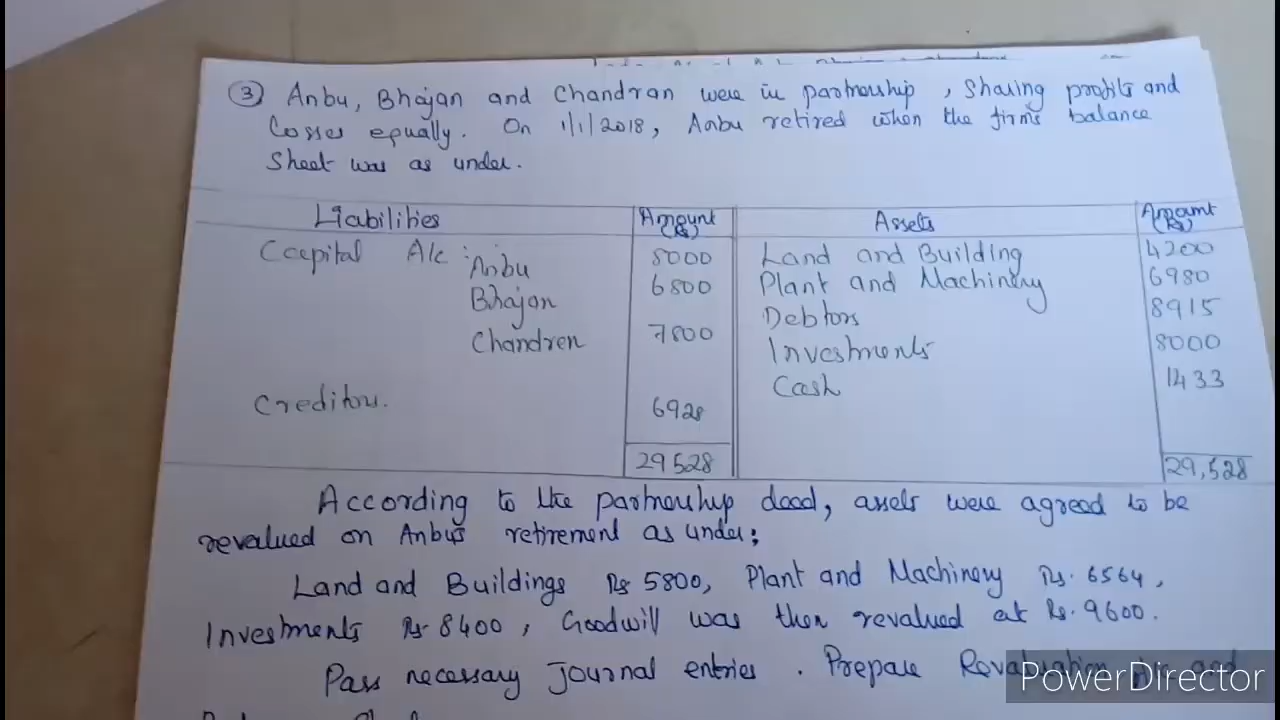 ③ Anbu, Bhajan and Chandran were in partnership, Sharing profits and
losses equally. On 1/1/2018, Anbu retired when the firms balance
Sheet was as under.
Liabilities Amount (Rs) Assets Amount (Rs)
Capital A/c: Anbu 8000 Land and Building 4200
Bhajan 6800 Plant and Machinery 6980
Chandren 7800 Debtors 8915
Investments 8000
Creditors. 6928 Cash 1433
29528 29,528
According to the partnership deed, assets were agreed to be
revalued on Anbu's retirement as under;
Land and Buildings Rs 5800, Plant and Machinery Rs. 6564,
Investments Rs. 8400, Goodwill was then revalued at Rs. 9600.
Pass necessary Journal entries. Prepare Revaluation A/c and
PowerDirector